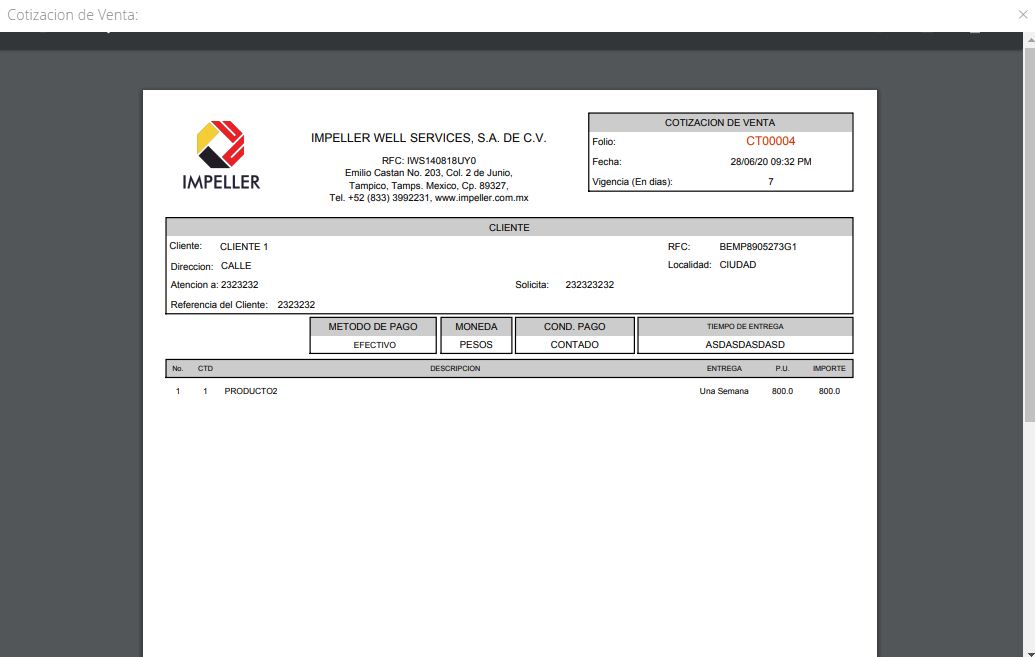 Cotizacion de Venta:
IMPELLER
IMPELLER WELL SERVICES, S.A. DE C.V.
RFC: IWS140818UY0
Emilio Castan No. 203, Col. 2 de Junio,
Tampico, Tamps. Mexico, Cp. 89327,
Tel. +52 (833) 3992231, www.impeller.com.mx
COTIZACION DE VENTA
Folio: CT00004
Fecha: 28/06/20 09:32 PM
Vigencia (En dias): 7
CLIENTE
Cliente: CLIENTE 1 RFC: BEMP8905273G1
Direccion: CALLE Localidad: CIUDAD
Atencion a: 2323232 Solicita: 232323232
Referencia del Cliente: 2323232
METODO DE PAGO MONEDA COND. PAGO TIEMPO DE ENTREGA
EFECTIVO PESOS CONTADO ASDASDASDASD
No. CTD DESCRIPCION ENTREGA P.U. IMPORTE
1 1 PRODUCTO2 Una Semana 800.0 800.0